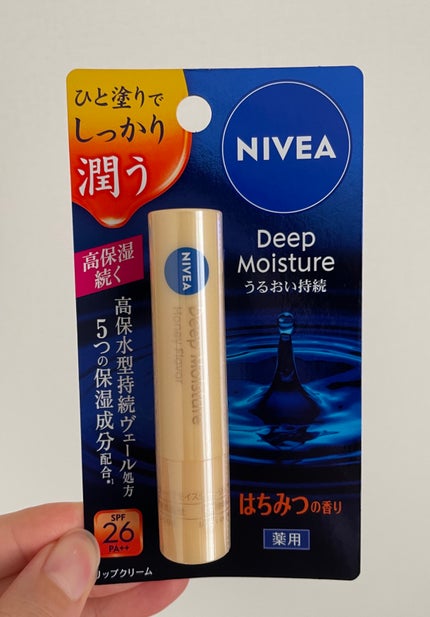 ひと塗りで
しっかり
潤う
NIVEA
Deep
Moisture
うるおい持続
高保湿
続く
高保水型持続ヴェール処方
5つの保湿成分配合*1
NIVEA
Deep Moisture
Honey Flavor
はちみつの香り
薬用
SPF
26
PA++
リップクリーム